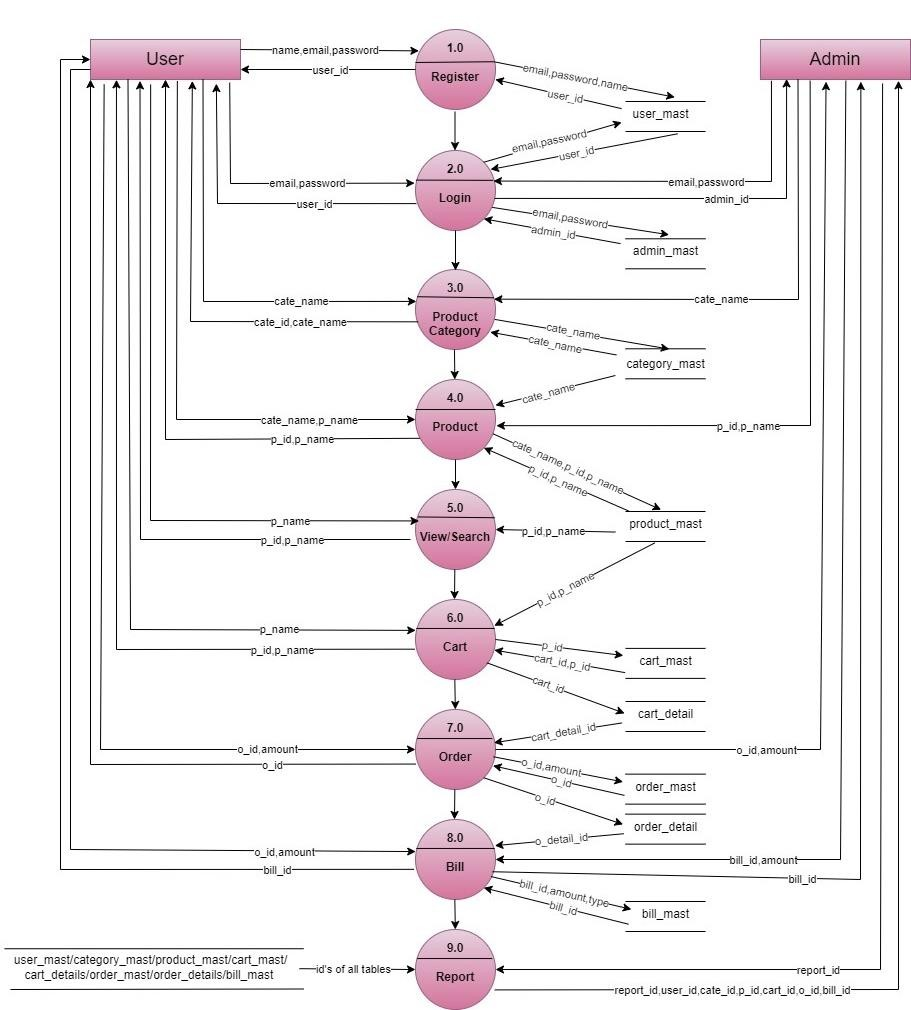 User
Admin
name,email,password
1.0
Register
user_id
email,password,name
user_id
user_mast
email,password
user_id
2.0
Login
email,password
user_id
email,password
admin_id
email,password
admin_id
admin_mast
3.0
Product
Category
cate_name
cate_id,cate_name
cate_name
cate_name
cate_name
category_mast
cate_name
4.0
Product
cate_name,p_name
p_id,p_name
p_id,p_name
cate_name,p_id,p_name
p_id,p_name
product_mast
5.0
View/Search
p_name
p_id,p_name
p_id,p_name
p_id,p_name
6.0
Cart
p_name
p_id,p_name
p_id
cart_id,p_id
cart_mast
cart_id
cart_detail
cart_detail_id
7.0
Order
o_id,amount
o_id
o_id,amount
o_id,amount
o_id
order_mast
o_id
order_detail
o_detail_id
8.0
Bill
o_id,amount
bill_id
bill_id,amount
bill_id
bill_id,amount,type
bill_id
bill_mast
9.0
Report
user_mast/category_mast/product_mast/cart_mast/
cart_details/order_mast/order_details/bill_mast
id's of all tables
report_id
report_id,user_id,cate_id,p_id,cart_id,o_id,bill_id